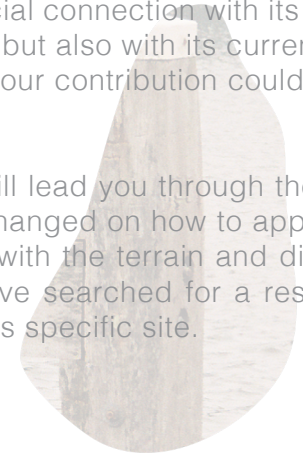 cial connection with its
but also with its curren
our contribution could
ll lead you through the
hanged on how to app
with the terrain and di
ve searched for a res
s specific site.